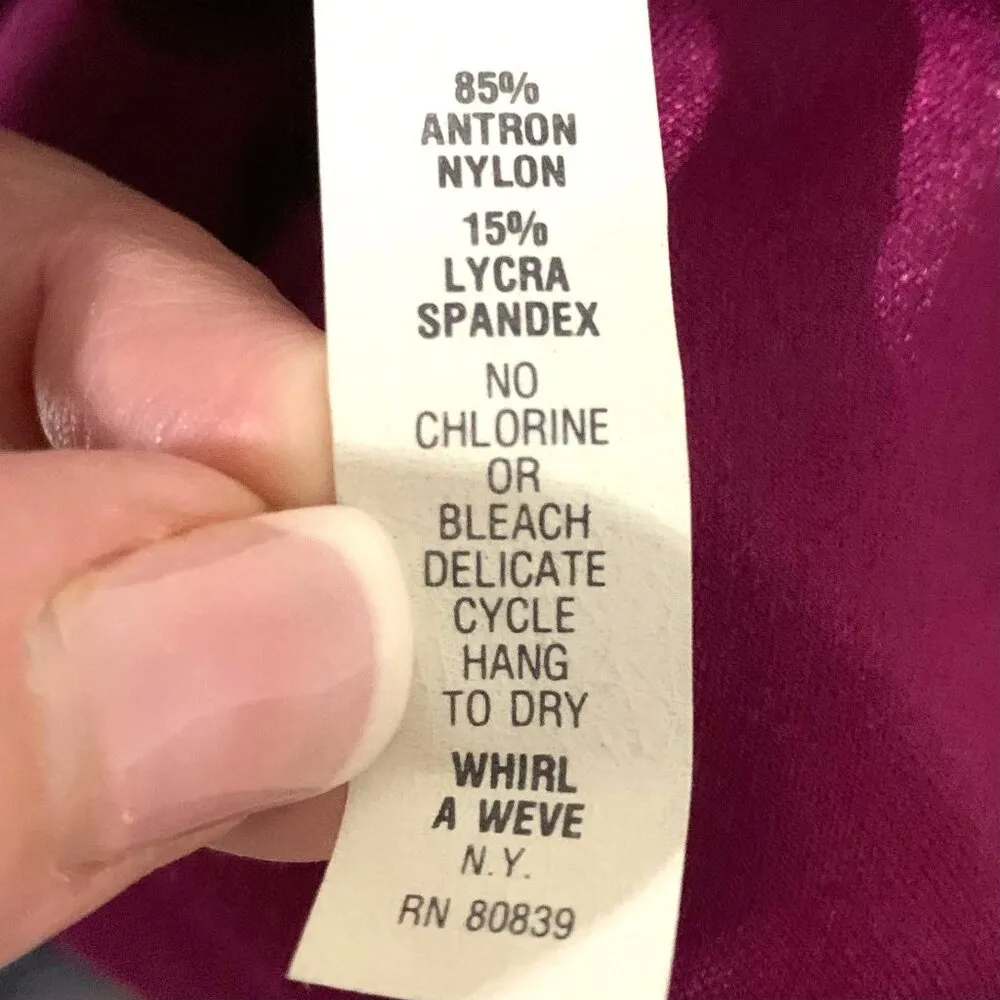 85%
ANTRON
NYLON
15%
LYCRA
SPANDEX
NO
CHLORINE
OR
BLEACH
DELICATE
CYCLE
HANG
TO DRY
WHIRL
A WEVE
N.Y.
RN 80839